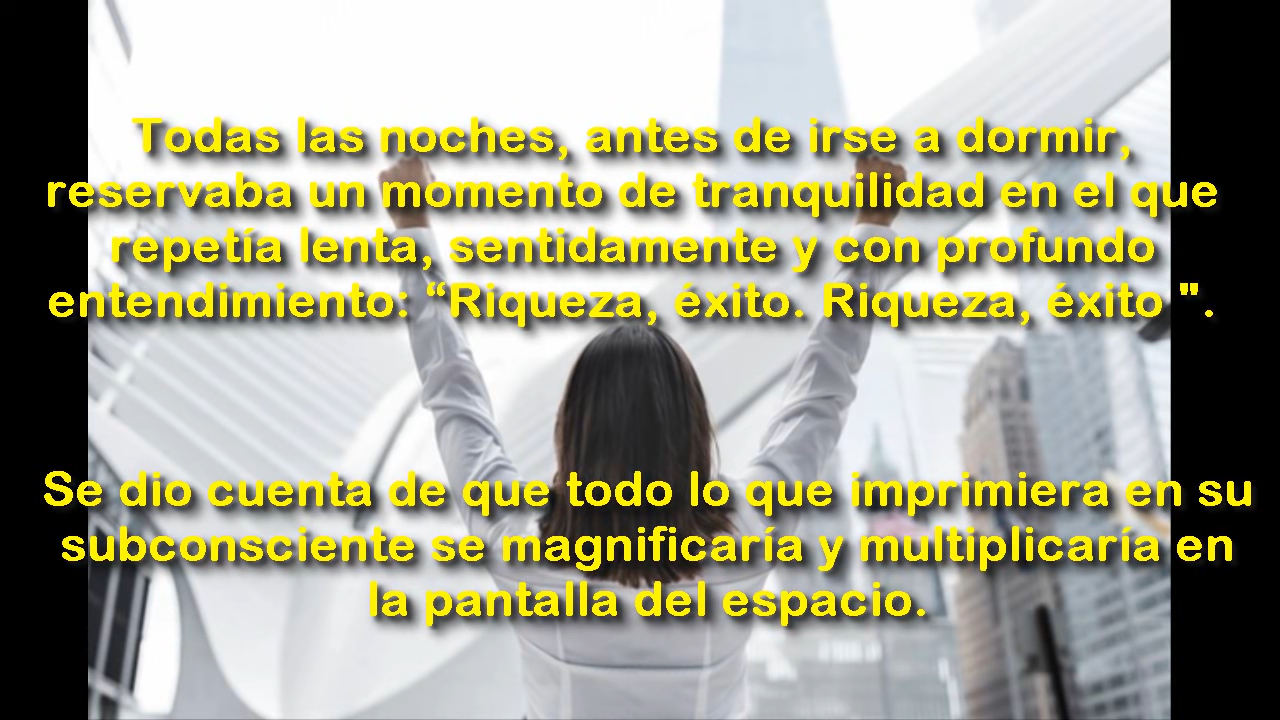 Todas las noches, antes de irse a dormir,
reservaba un momento de tranquilidad en el que
repetía lenta, sentidamente y con profundo
entendimiento: “Riqueza, éxito. Riqueza, éxito ".
Se dio cuenta de que todo lo que imprimiera en su
subconsciente se magnificaría y multiplicaría en
la pantalla del espacio.